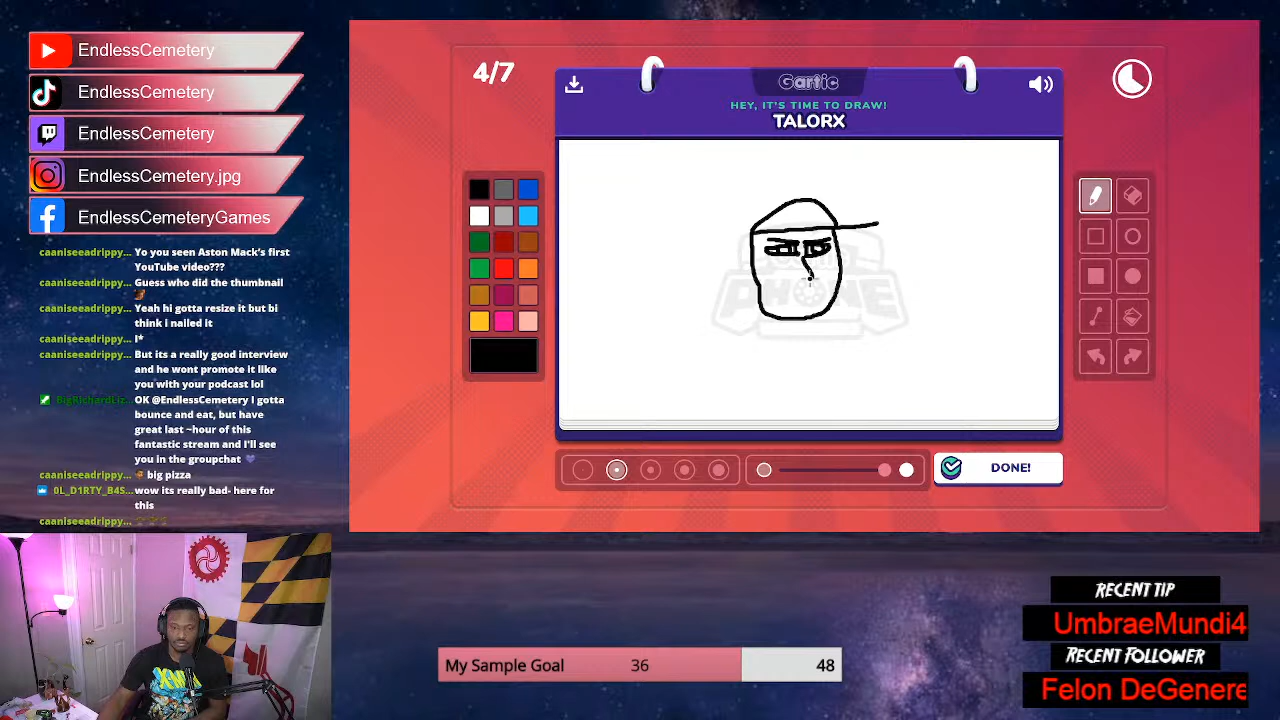 EndlessCemetery
EndlessCemetery
EndlessCemetery
EndlessCemetery.jpg
EndlessCemeteryGames
caaniseeadrippy... Yo you seen Aston Mack's first
YouTube video???
caaniseeadrippy... Guess who did the thumbnail
caaniseeadrippy... Yeah hi gotta resize it but bi
think i nailed it
caaniseeadrippy... I*
caaniseeadrippy... But its a really good interview
and he wont promote it like
you with your podcast lol
BigRichardLiz... OK @EndlessCemetery I gotta
bounce and eat, but have
great last ~hour of this
fantastic stream and I'll see
you in the groupchat
caaniseeadrippy... big pizza
0L_D1RTY_B4S... wow its really bad- here for
this
caaniseeadrippy...
4/7
Gartic
HEY, IT'S TIME TO DRAW!
TALORX
PHONE
DONE!
My Sample Goal 36 48
RECENT TIP
UmbraeMundi4
RECENT FOLLOWER
Felon DeGenere